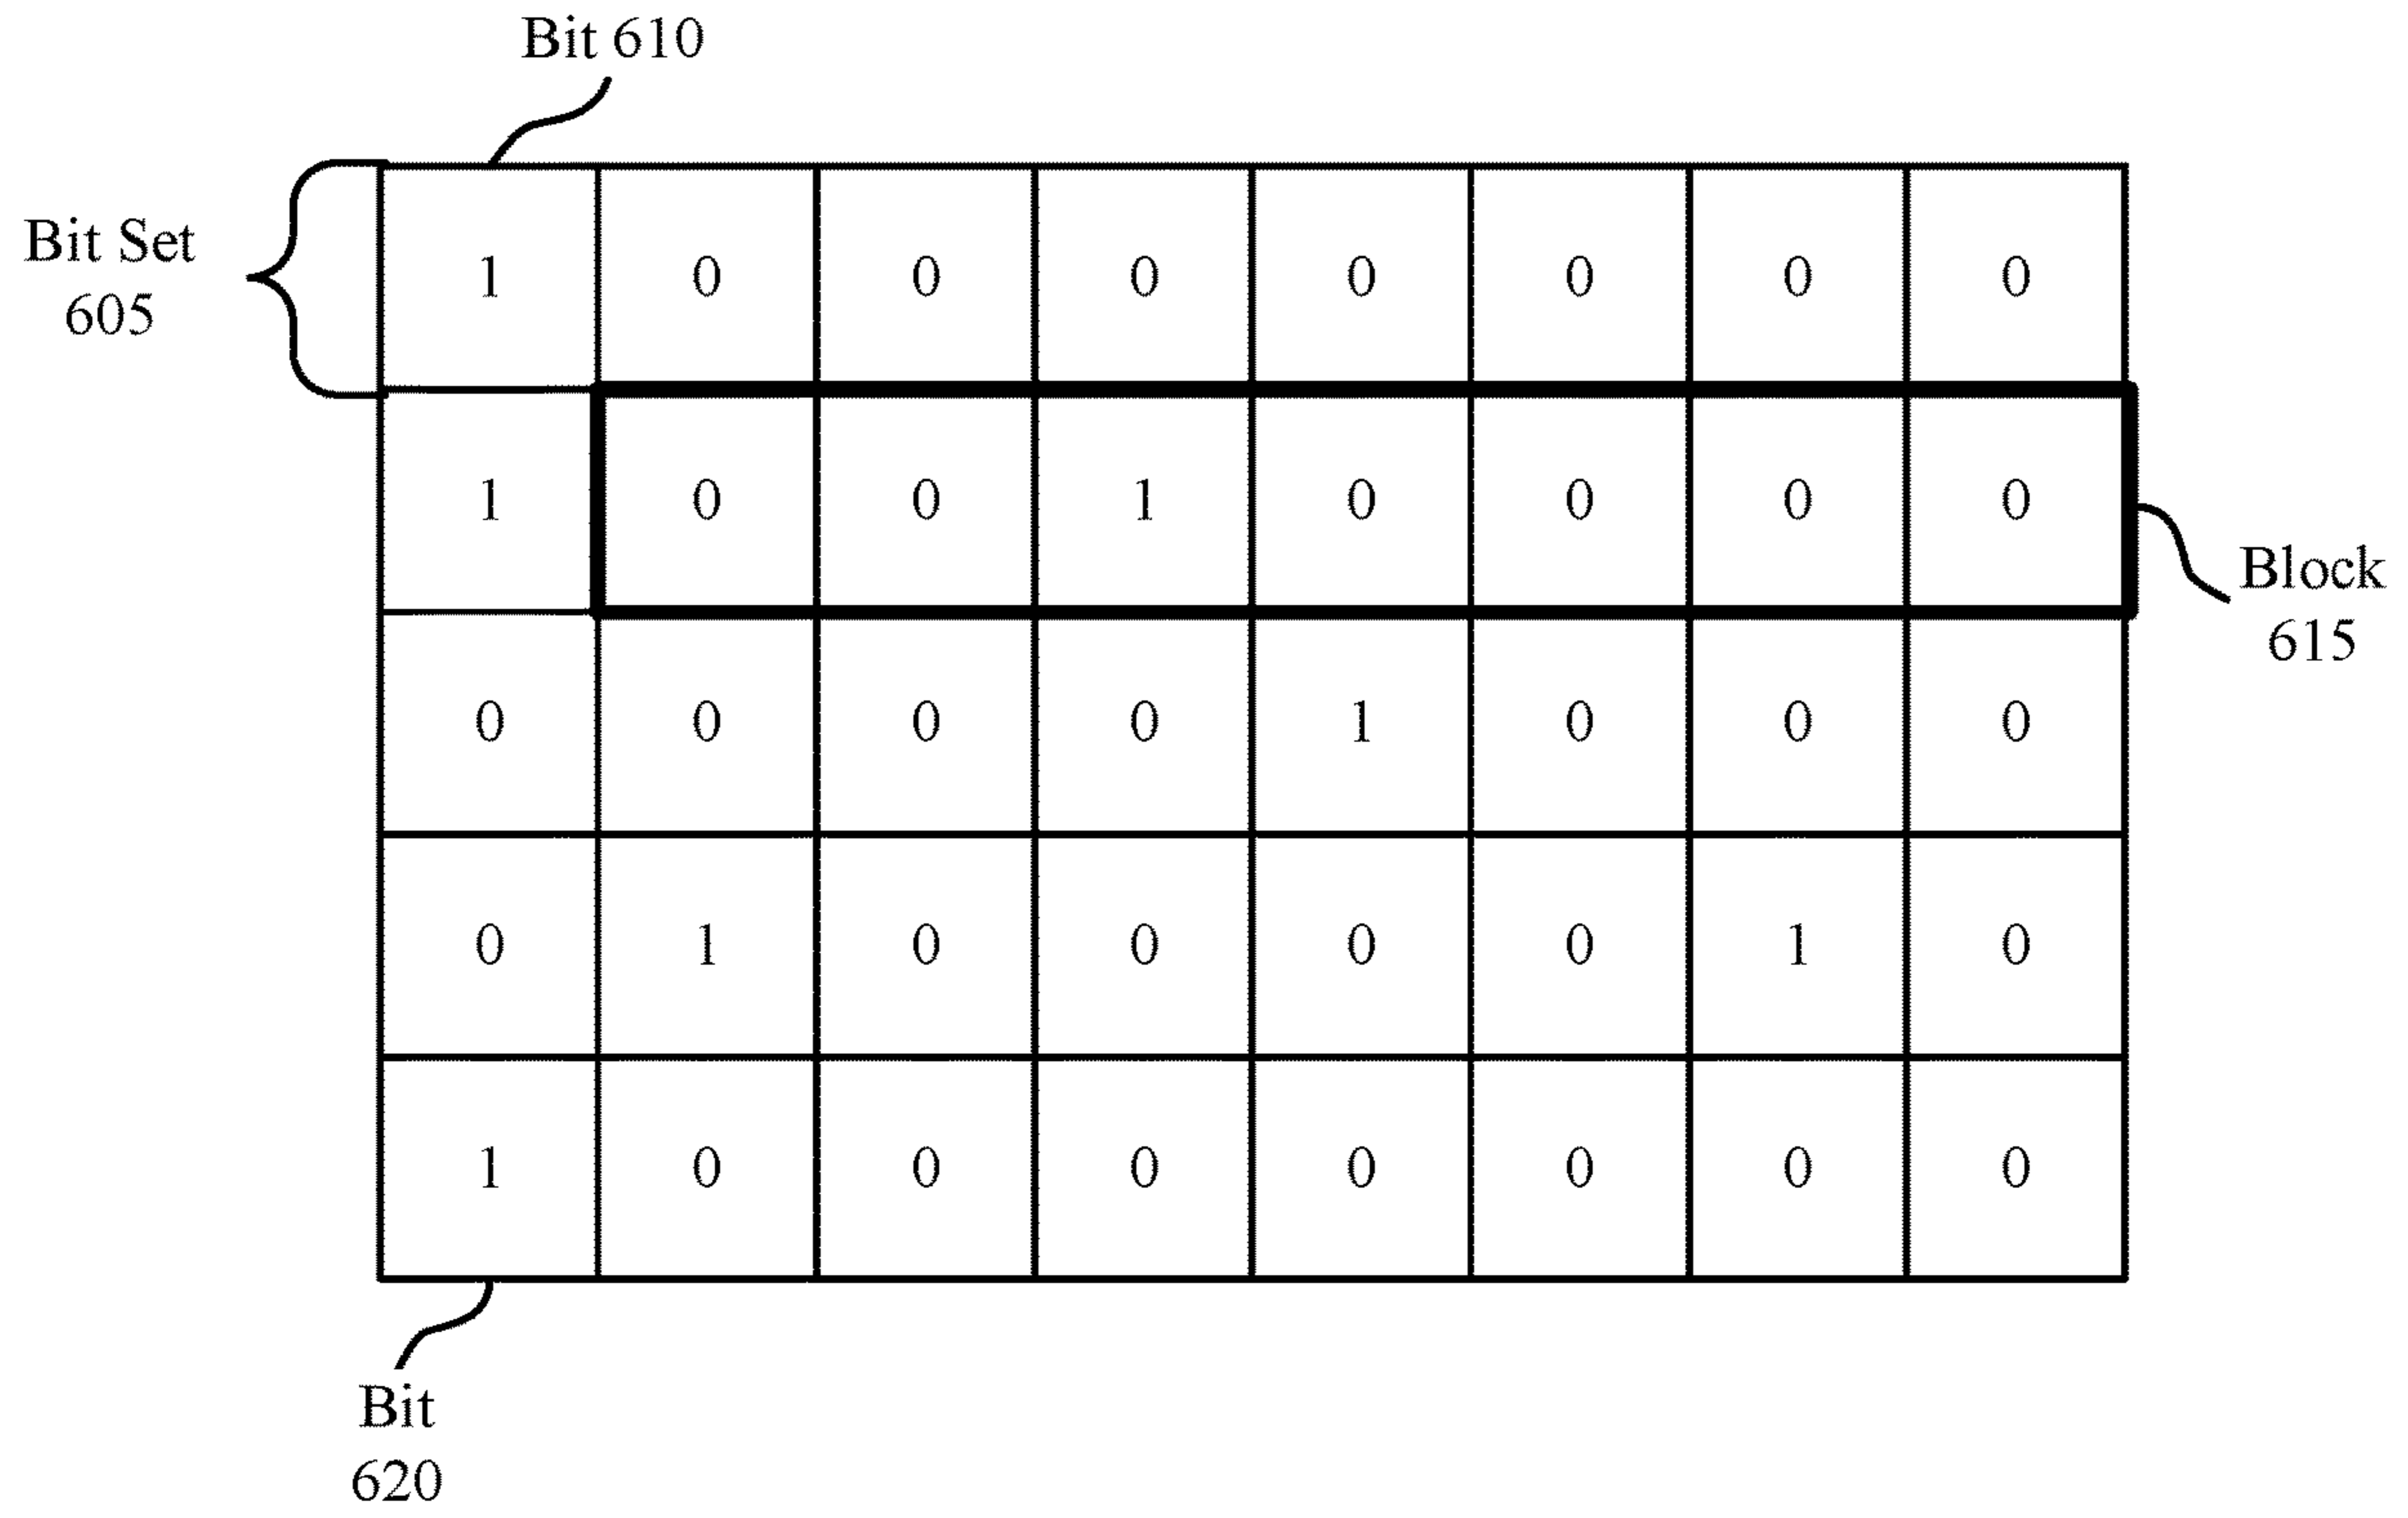 Bit 610
Bit Set
605
1 0 0 0 0 0 0 0
1 0 0 1 0 0 0 0
Block
615
0 0 0 0 1 0 0 0
0 1 0 0 0 0 1 0
1 0 0 0 0 0 0 0
Bit
620